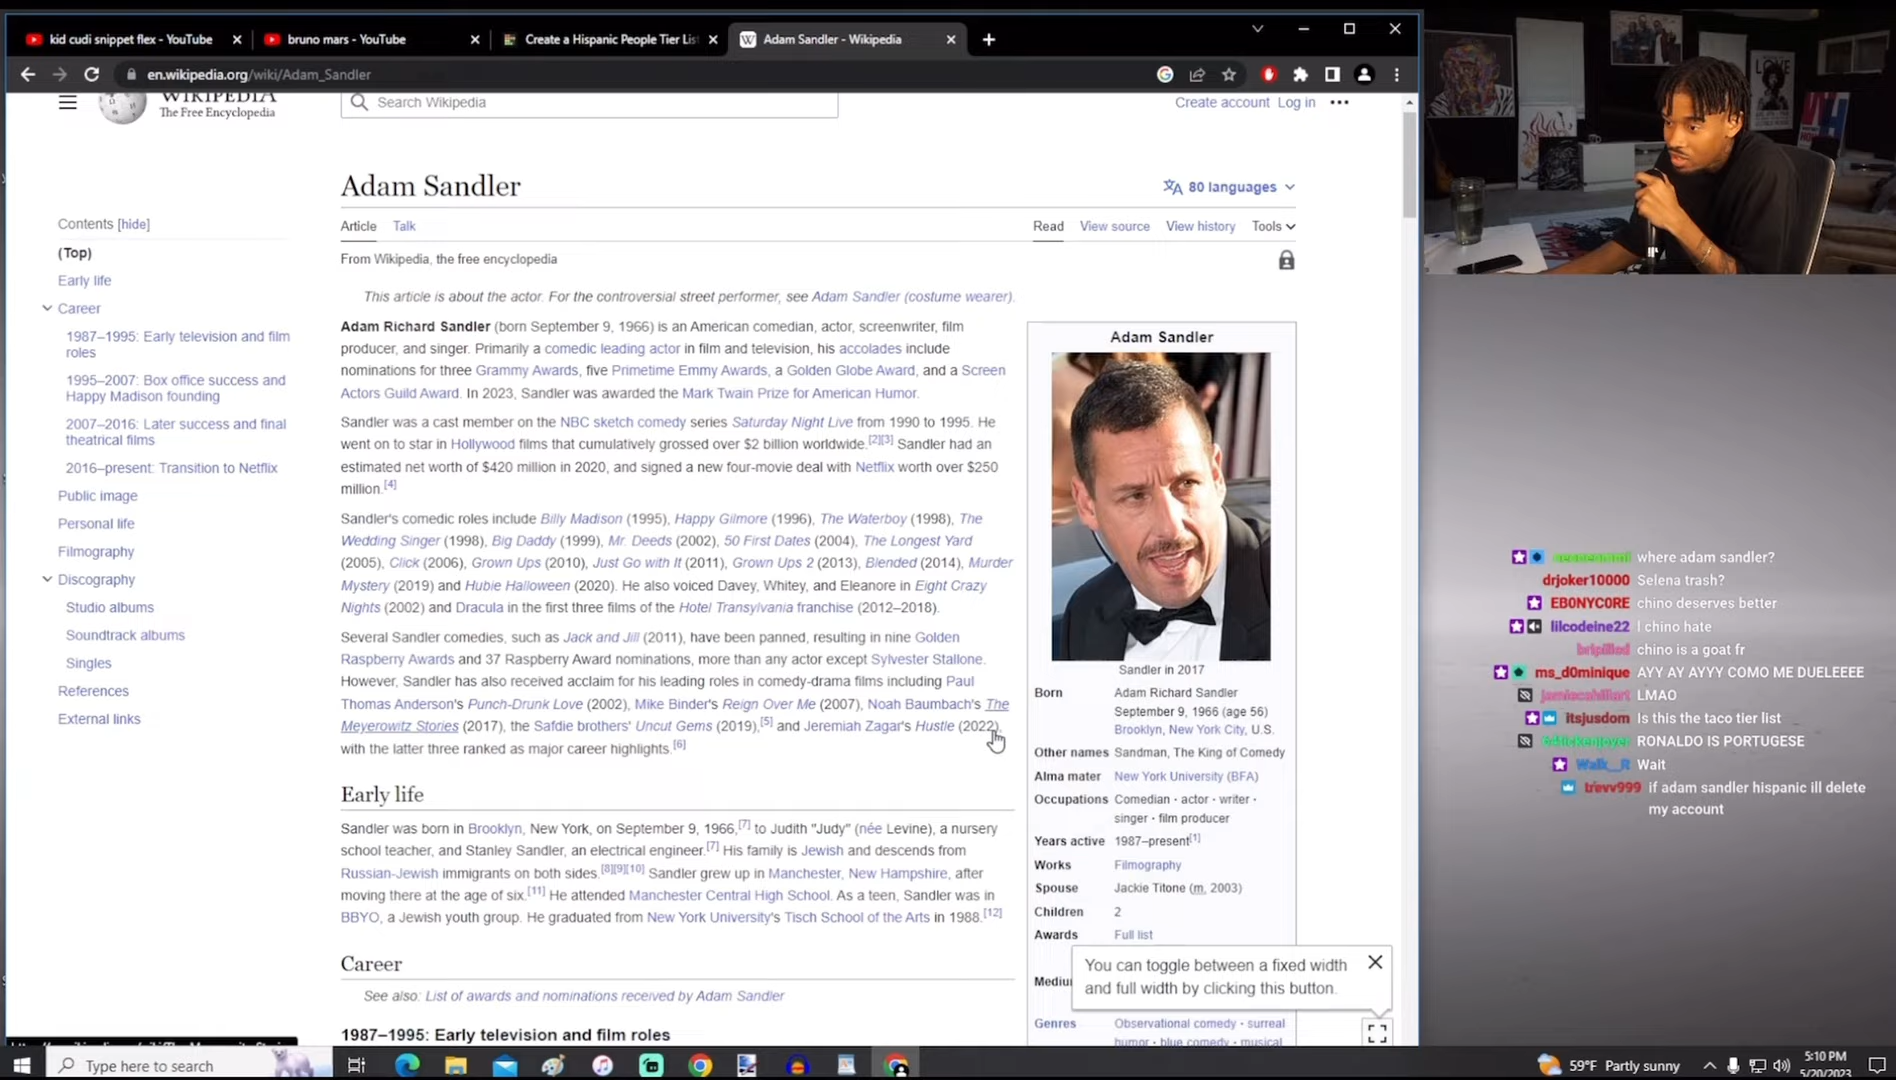 kid cudi snippet flex - YouTube
bruno mars - YouTube
Create a Hispanic People Tier Lis
Adam Sandler - Wikipedia
en.wikipedia.org/wiki/Adam_Sandler
WIKIPEDIA
The Free Encyclopedia
Search Wikipedia
Create account Log in
Adam Sandler
80 languages
Contents [hide]
(Top)
Early life
Career
1987–1995: Early television and film
roles
1995–2007: Box office success and
Happy Madison founding
2007–2016: Later success and final
theatrical films
2016–present: Transition to Netflix
Public image
Personal life
Filmography
Discography
Studio albums
Soundtrack albums
Singles
References
External links
Article Talk
Read View source View history Tools
From Wikipedia, the free encyclopedia
This article is about the actor. For the controversial street performer, see Adam Sandler (costume wearer).
Adam Richard Sandler (born September 9, 1966) is an American comedian, actor, screenwriter, film
producer, and singer. Primarily a comedic leading actor in film and television, his accolades include
nominations for three Grammy Awards, five Primetime Emmy Awards, a Golden Globe Award, and a Screen
Actors Guild Award. In 2023, Sandler was awarded the Mark Twain Prize for American Humor.
Sandler was a cast member on the NBC sketch comedy series Saturday Night Live from 1990 to 1995. He
went on to star in Hollywood films that cumulatively grossed over $2 billion worldwide.[2][3] Sandler had an
estimated net worth of $420 million in 2020, and signed a new four-movie deal with Netflix worth over $250
million.[4]
Sandler's comedic roles include Billy Madison (1995), Happy Gilmore (1996), The Waterboy (1998), The
Wedding Singer (1998), Big Daddy (1999), Mr. Deeds (2002), 50 First Dates (2004), The Longest Yard
(2005), Click (2006), Grown Ups (2010), Just Go with It (2011), Grown Ups 2 (2013), Blended (2014), Murder
Mystery (2019) and Hubie Halloween (2020). He also voiced Davey, Whitey, and Eleanore in Eight Crazy
Nights (2002) and Dracula in the first three films of the Hotel Transylvania franchise (2012–2018).
Several Sandler comedies, such as Jack and Jill (2011), have been panned, resulting in nine Golden
Raspberry Awards and 37 Raspberry Award nominations, more than any actor except Sylvester Stallone.
However, Sandler has also received acclaim for his leading roles in comedy-drama films including Paul
Thomas Anderson's Punch-Drunk Love (2002), Mike Binder's Reign Over Me (2007), Noah Baumbach's The
Meyerowitz Stories (2017), the Safdie brothers' Uncut Gems (2019),[5] and Jeremiah Zagar's Hustle (2022),
with the latter three ranked as major career highlights.[6]
Early life
Sandler was born in Brooklyn, New York, on September 9, 1966,[7] to Judith "Judy" (née Levine), a nursery
school teacher, and Stanley Sandler, an electrical engineer.[7] His family is Jewish and descends from
Russian-Jewish immigrants on both sides.[8][9][10] Sandler grew up in Manchester, New Hampshire, after
moving there at the age of six.[11] He attended Manchester Central High School. As a teen, Sandler was in
BBYO, a Jewish youth group. He graduated from New York University's Tisch School of the Arts in 1988.[12]
Career
See also: List of awards and nominations received by Adam Sandler
1987–1995: Early television and film roles
Adam Sandler
Sandler in 2017
Born Adam Richard Sandler
September 9, 1966 (age 56)
Brooklyn, New York City, U.S.
Other names Sandman, The King of Comedy
Alma mater New York University (BFA)
Occupations Comedian · actor · writer ·
singer · film producer
Years active 1987–present[1]
Works Filmography
Spouse Jackie Titone (m. 2003)
Children 2
Awards Full list
Mediu
You can toggle between a fixed width
and full width by clicking this button.
Genres Observational comedy · surreal
humor · blue comedy · musical
LOVE
where adam sandler?
drjoker10000 Selena trash?
EB0NYC0RE chino deserves better
lilcodeine22 I chino hate
chino is a goat fr
ms_d0minique AYY AY AYYY COMO ME DUELEEEE
LMAO
itsjusdom Is this the taco tier list
RONALDO IS PORTUGESE
Walk__R Wait
trevv999 if adam sandler hispanic ill delete
my account
Type here to search
59°F Partly sunny
5:10 PM
5/20/2023